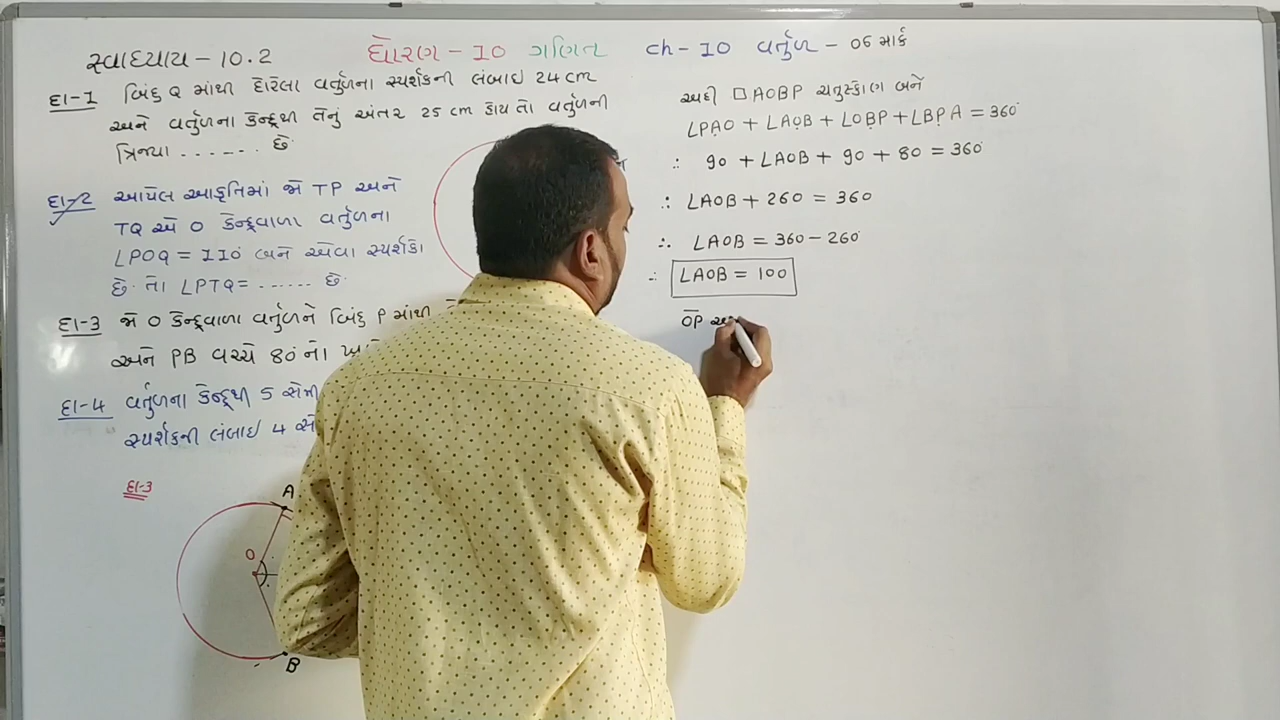 સ્વાધ્યાય - 10.2
ધોરણ - 10 ગણિત ch - 10 વર્તુળ - 06 માર્ક
દા-1 બિંદુ Q માંથી દોરેલા વર્તુળના સ્પર્શકની લંબાઇ 24 cm
અને વર્તુળના કેન્દ્રથી તેનું અંતર 25 cm હોય તો વર્તુળની
ત્રિજ્યા ....... છે.
દા-2 આપેલ આકૃતિમાં જો TP અને
TQ એ O કેન્દ્રવાળા વર્તુળના
∠POQ = 110° બને એવા સ્પર્શકો
છે. તો ∠PTQ = ...... છે.
દા-3 જો O કેન્દ્રવાળા વર્તુળને બિંદુ P માંથી
અને PB વચ્ચે 80° નો
દા-4 વર્તુળના કેન્દ્રથી 5 સેમી
સ્પર્શકની લંબાઇ 4
દા-3
A
O
B
અહી □AOBP ચતુષ્કોણ બને
∠PAO + ∠AOB + ∠OBP + ∠BPA = 360°
∴ 90 + ∠AOB + 90 + 80 = 360°
∴ ∠AOB + 260 = 360
∴ ∠AOB = 360 - 260°
∴ ∠AOB = 100
OP